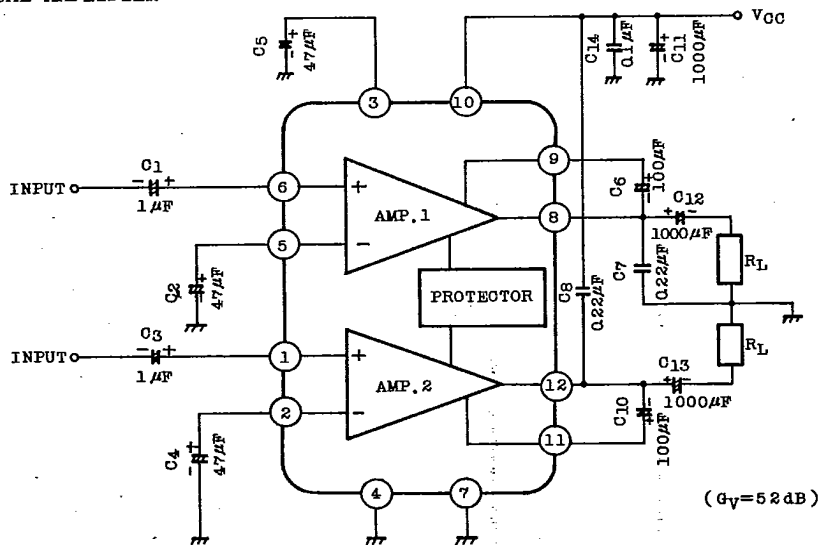 C5
47μF
C14
0.1μF
C11
1000μF
VCC
3
10
INPUT
C1
1μF
6
AMP.1
9
C6
100μF
8
C12
1000μF
5
C2
47μF
PROTECTOR
C8
0.22μF
C7
0.22μF
RL
INPUT
C3
1μF
1
AMP.2
12
RL
C13
1000μF
2
C10
100μF
11
C4
47μF
4
7
(GV=52dB)